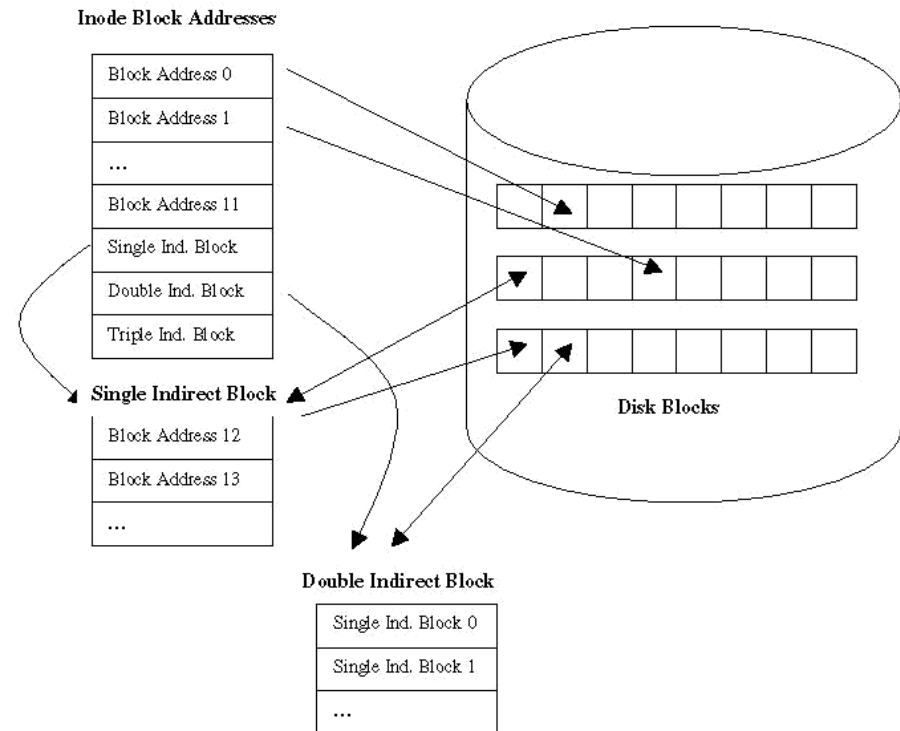 Inode Block Addresses
Block Address 0
Block Address 1
...
Block Address 11
Single Ind. Block
Double Ind. Block
Triple Ind. Block
Single Indirect Block
Block Address 12
Block Address 13
...
Disk Blocks
Double Indirect Block
Single Ind. Block 0
Single Ind. Block 1
...